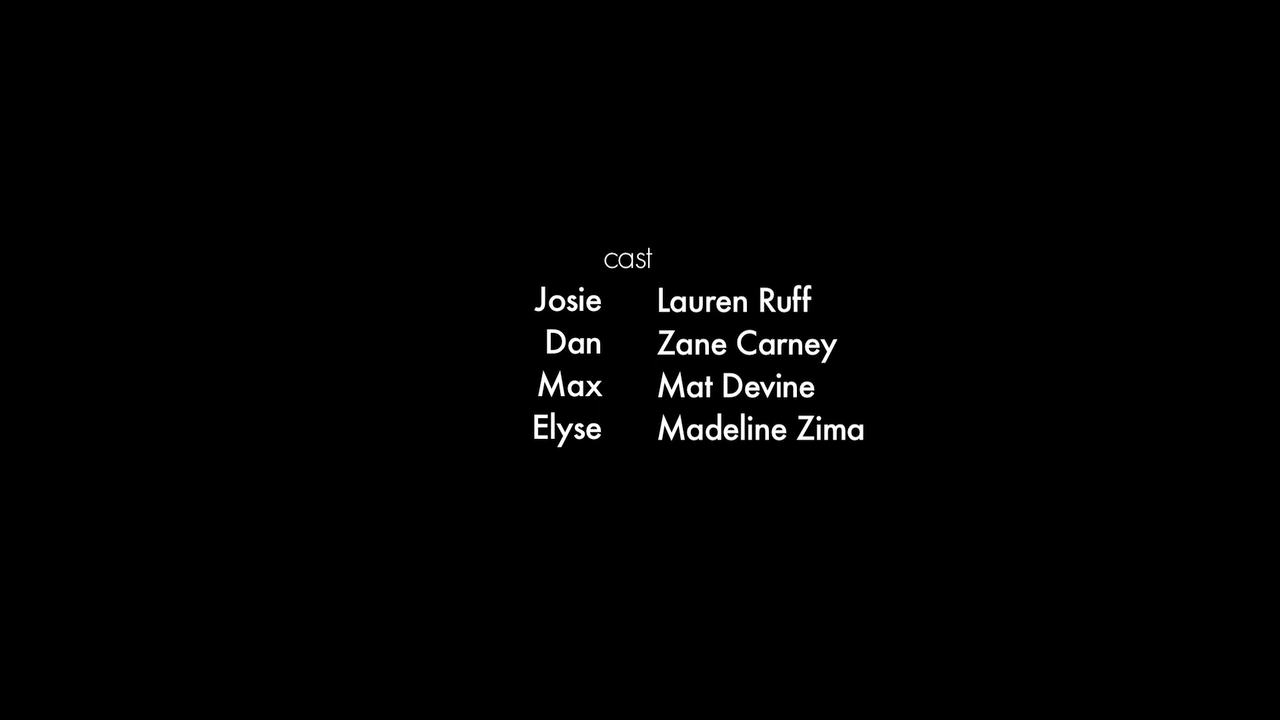 cast
Josie Lauren Ruff
Dan Zane Carney
Max Mat Devine
Elyse Madeline Zima